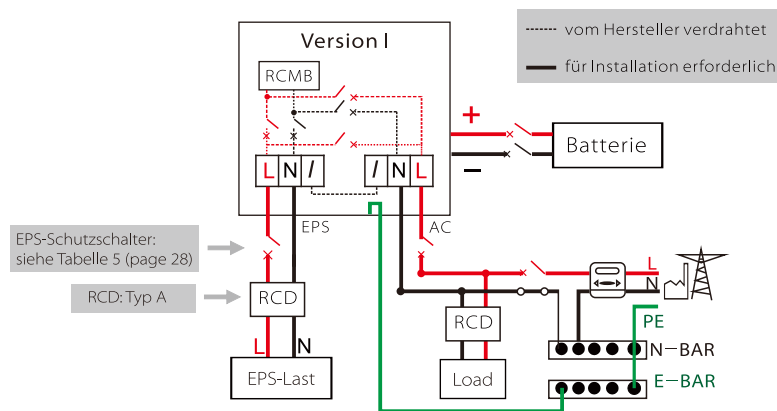 Version I
RCMB
vom Hersteller verdrahtet
für Installation erforderlich
+
−
Batterie
L N /
/ N L
EPS
AC
EPS-Schutzschalter:
siehe Tabelle 5 (page 28)
RCD: Typ A
RCD
L N
EPS-Last
RCD
Load
L
N
PE
N−BAR
E−BAR